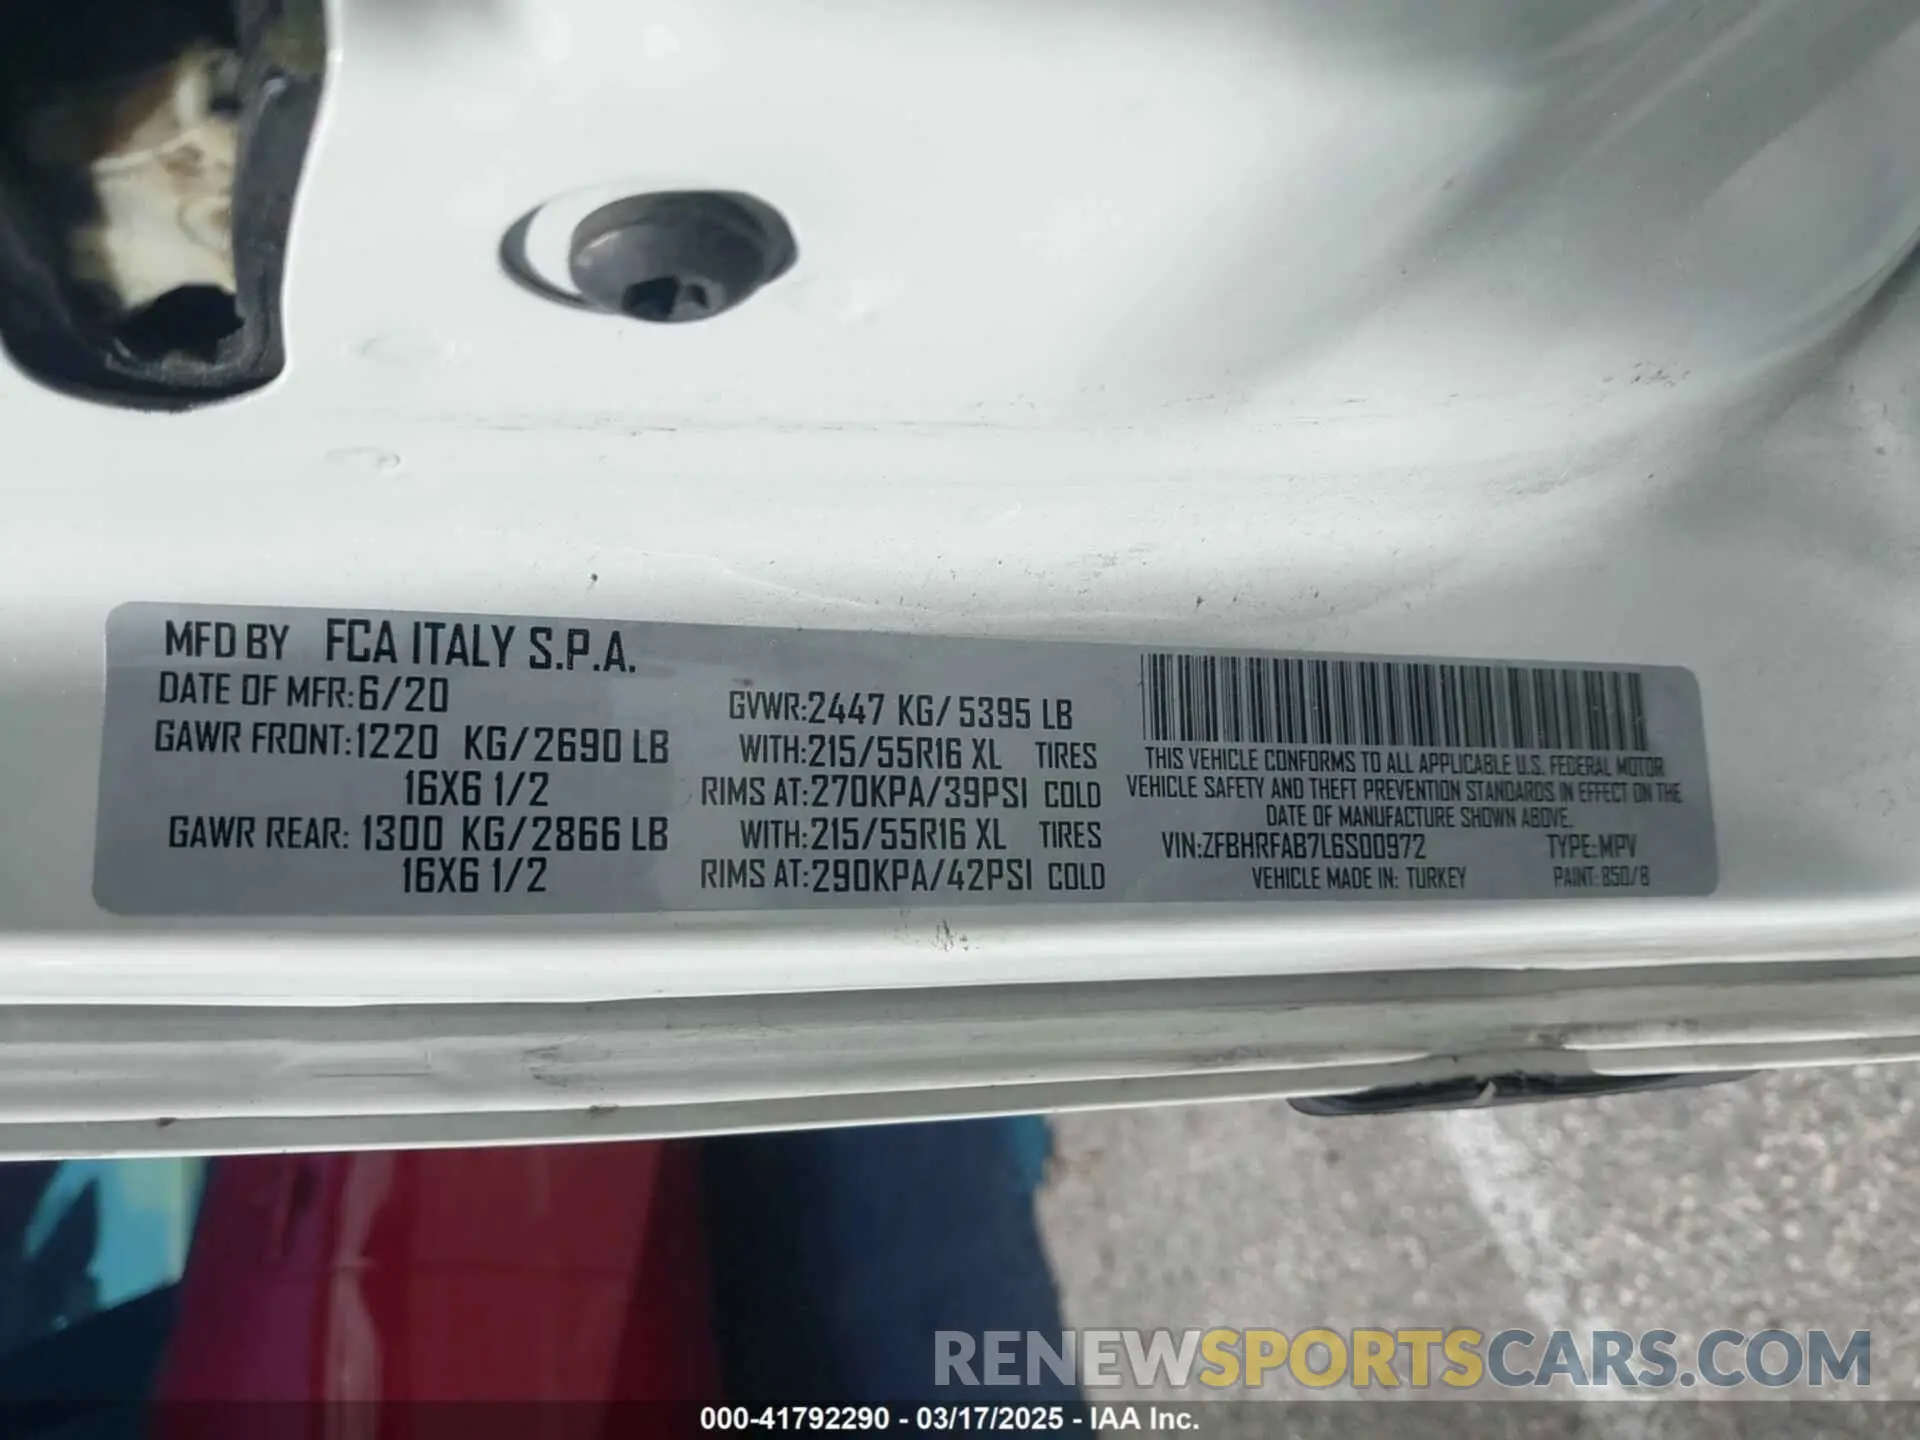 MFD BY FCA ITALY S.P.A.
DATE OF MFR:6/20
GAWR FRONT:1220 KG/2690 LB
16X6 1/2
GAWR REAR: 1300 KG/2866 LB
16X6 1/2
GVWR:2447 KG/5395 LB
WITH:215/55R16 XL TIRES
RIMS AT:270KPA/39PSI COLD
WITH:215/55R16 XL TIRES
RIMS AT:290KPA/42PSI COLD
THIS VEHICLE CONFORMS TO ALL APPLICABLE U.S. FEDERAL MOTOR
VEHICLE SAFETY AND THEFT PREVENTION STANDARDS IN EFFECT ON THE
DATE OF MANUFACTURE SHOWN ABOVE.
VIN:ZFBHRFAB7L6S00972 TYPE:MPV
VEHICLE MADE IN: TURKEY PAINT: 850/8
RENEWSPORTSCARS.COM
000-41792290 - 03/17/2025 - IAA Inc.